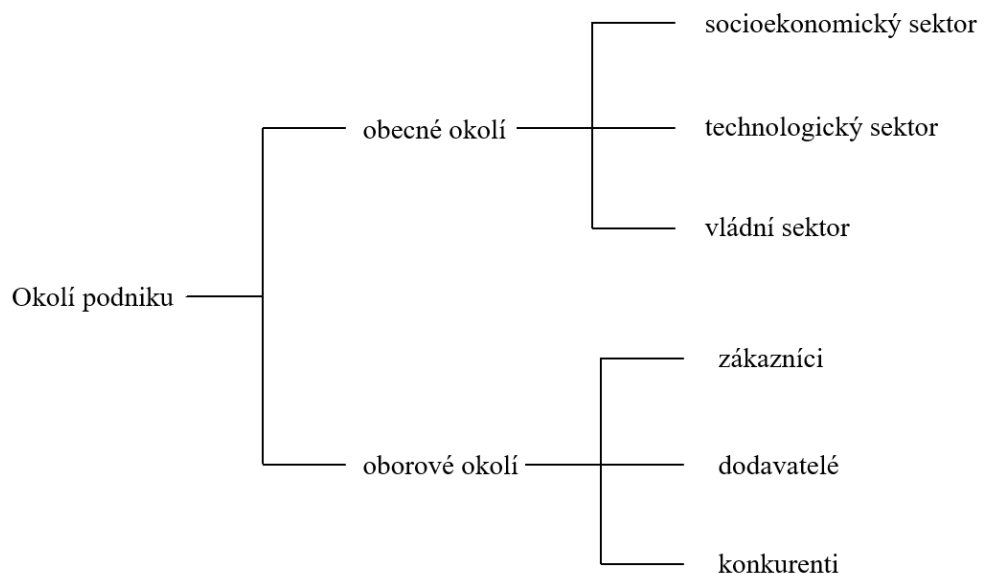 socioekonomický sektor
obecné okolí
technologický sektor
vládní sektor
Okolí podniku
zákazníci
oborové okolí
dodavatelé
konkurenti